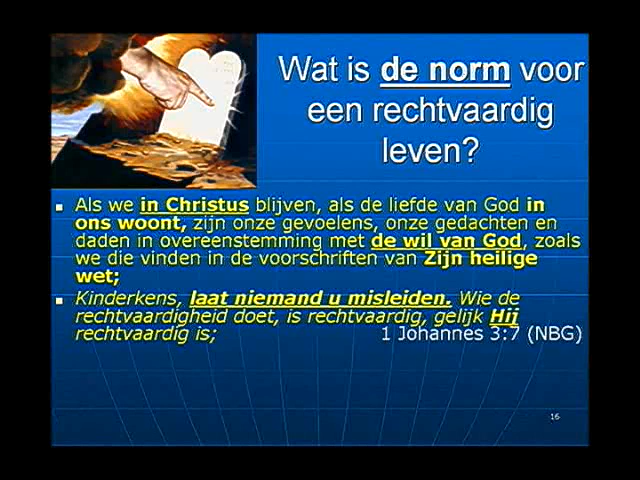 Wat is de norm voor
een rechtvaardig
leven?
Als we in Christus blijven, als de liefde van God in
ons woont, zijn onze gevoelens, onze gedachten en
daden in overeenstemming met de wil van God, zoals
we die vinden in de voorschriften van Zijn heilige
wet;
Kinderkens, laat niemand u misleiden. Wie de
rechtvaardigheid doet, is rechtvaardig, gelijk Hij
rechtvaardig is; 1 Johannes 3:7 (NBG)
16